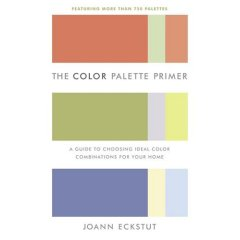 FEATURING MORE THAN 750 PALETTES
THE COLOR PALETTE PRIMER
A GUIDE TO CHOOSING IDEAL COLOR
COMBINATIONS FOR YOUR HOME
JOANN ECKSTUT